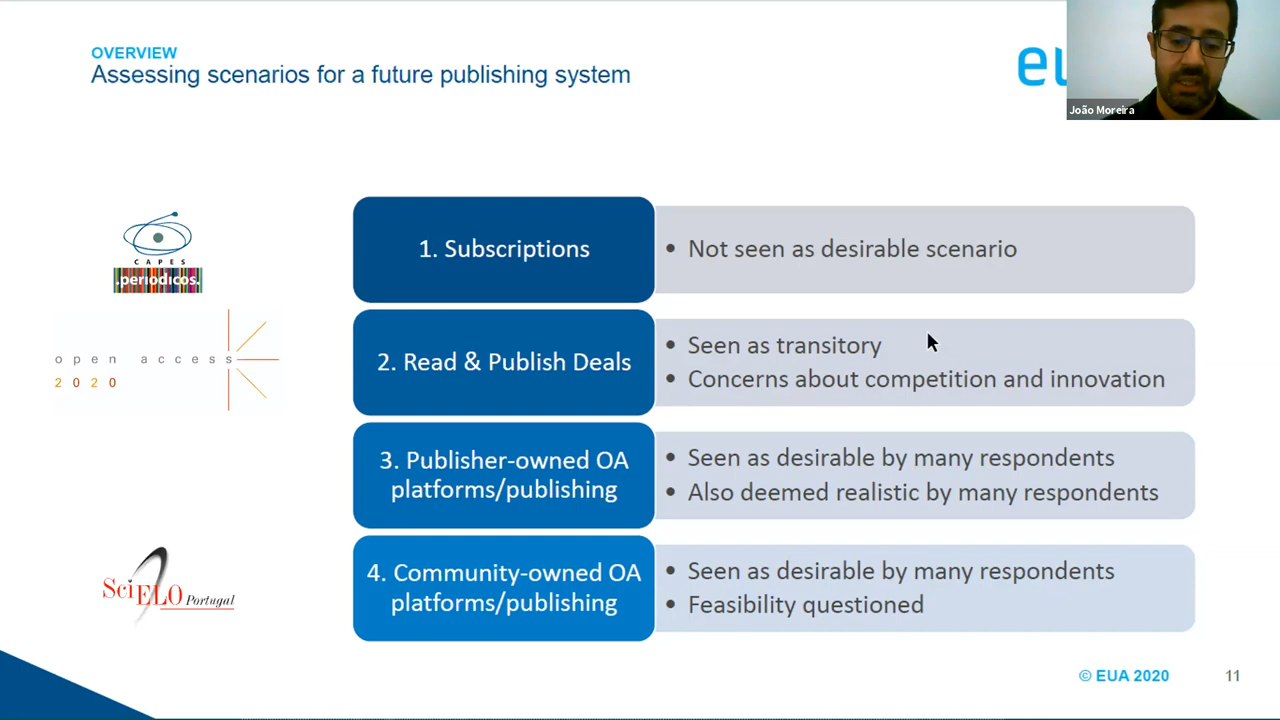 OVERVIEW
Assessing scenarios for a future publishing system
João Moreira
CAPES
.periodicos.
open access
2020
SciELO Portugal
1. Subscriptions
• Not seen as desirable scenario
2. Read & Publish Deals
• Seen as transitory
• Concerns about competition and innovation
3. Publisher-owned OA
platforms/publishing
• Seen as desirable by many respondents
• Also deemed realistic by many respondents
4. Community-owned OA
platforms/publishing
• Seen as desirable by many respondents
• Feasibility questioned
© EUA 2020
11